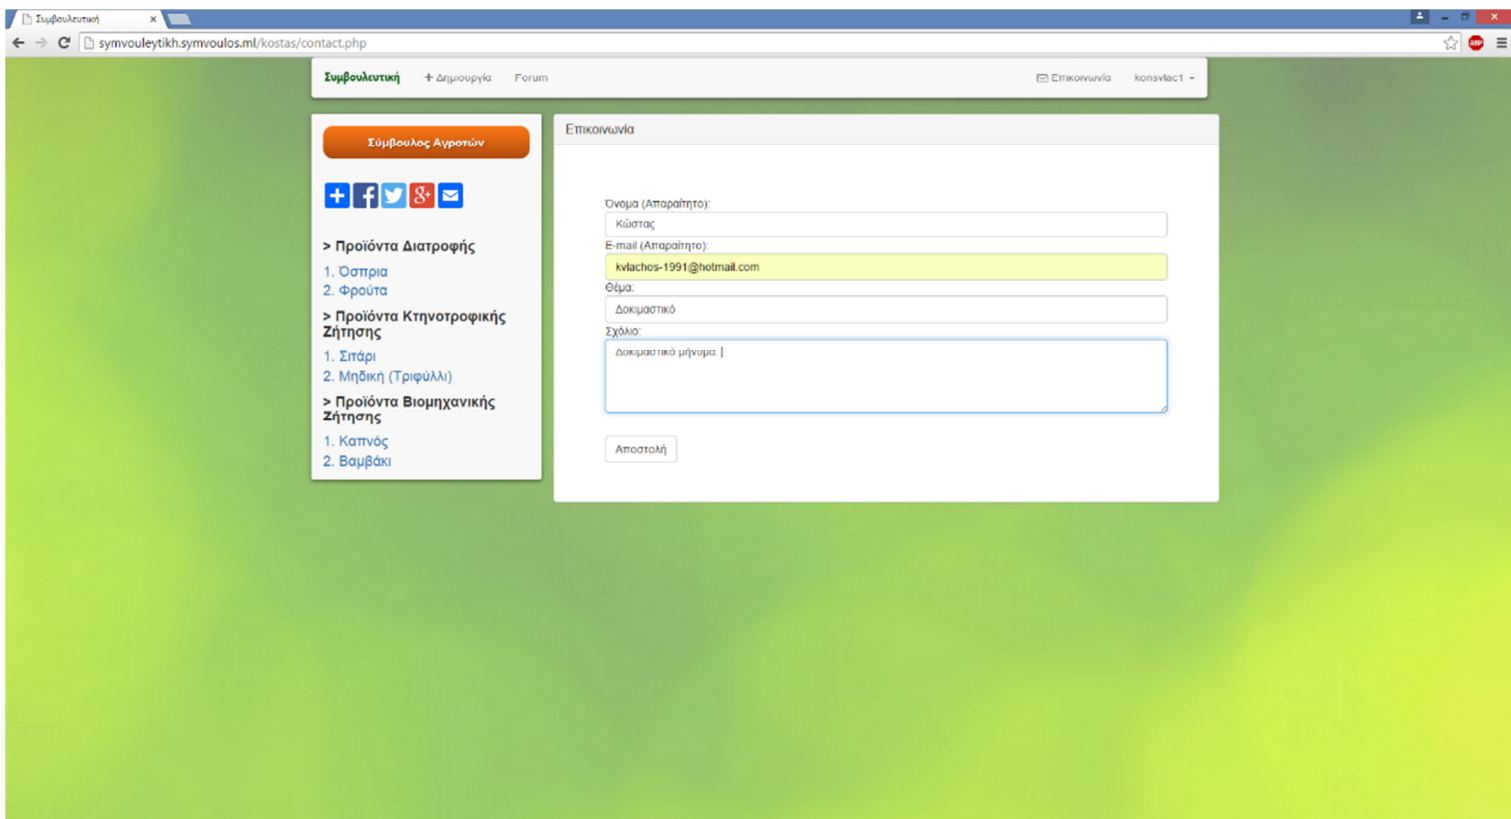 Συμβουλευτική
symvouleytikh.symvoulos.ml/kostas/contact.php
ABP
Συμβουλευτική + Δημιουργία Forum Επικοινωνία konsvlac1
Σύμβουλος Αγροτών
> Προϊόντα Διατροφής
1. Όσπρια
2. Φρούτα
> Προϊόντα Κτηνοτροφικής
Ζήτησης
1. Σιτάρι
2. Μηδική (Τριφύλλι)
> Προϊόντα Βιομηχανικής
Ζήτησης
1. Καπνός
2. Βαμβάκι
Επικοινωνία
Όνομα (Απαραίτητο):
Κώστας
E-mail (Απαραίτητο):
kvlachos-1991@hotmail.com
Θέμα:
Δοκιμαστικό
Σχόλιο:
Δοκιμαστικό μήνυμα.
Αποστολή